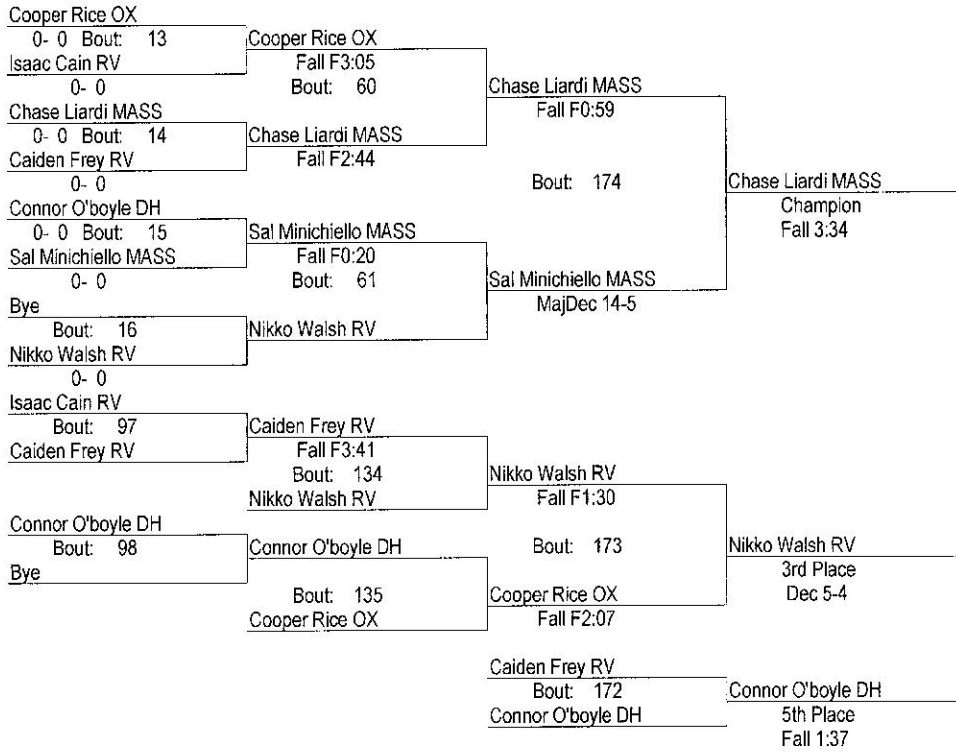 Cooper Rice OX
0- 0 Bout: 13
Isaac Cain RV
0- 0
Chase Liardi MASS
0- 0 Bout: 14
Caiden Frey RV
0- 0
Connor O'boyle DH
0- 0 Bout: 15
Sal Minichiello MASS
0- 0
Bye
Bout: 16
Nikko Walsh RV
0- 0
Cooper Rice OX
Fall F3:05
Bout: 60
Chase Liardi MASS
Fall F2:44
Sal Minichiello MASS
Fall F0:20
Bout: 61
Nikko Walsh RV
Chase Liardi MASS
Fall F0:59
Bout: 174
Sal Minichiello MASS
MajDec 14-5
Chase Liardi MASS
Champion
Fall 3:34
Isaac Cain RV
Bout: 97
Caiden Frey RV
Connor O'boyle DH
Bout: 98
Bye
Caiden Frey RV
Fall F3:41
Bout: 134
Nikko Walsh RV
Connor O'boyle DH
Bout: 135
Cooper Rice OX
Nikko Walsh RV
Fall F1:30
Bout: 173
Cooper Rice OX
Fall F2:07
Nikko Walsh RV
3rd Place
Dec 5-4
Caiden Frey RV
Bout: 172
Connor O'boyle DH
Connor O'boyle DH
5th Place
Fall 1:37